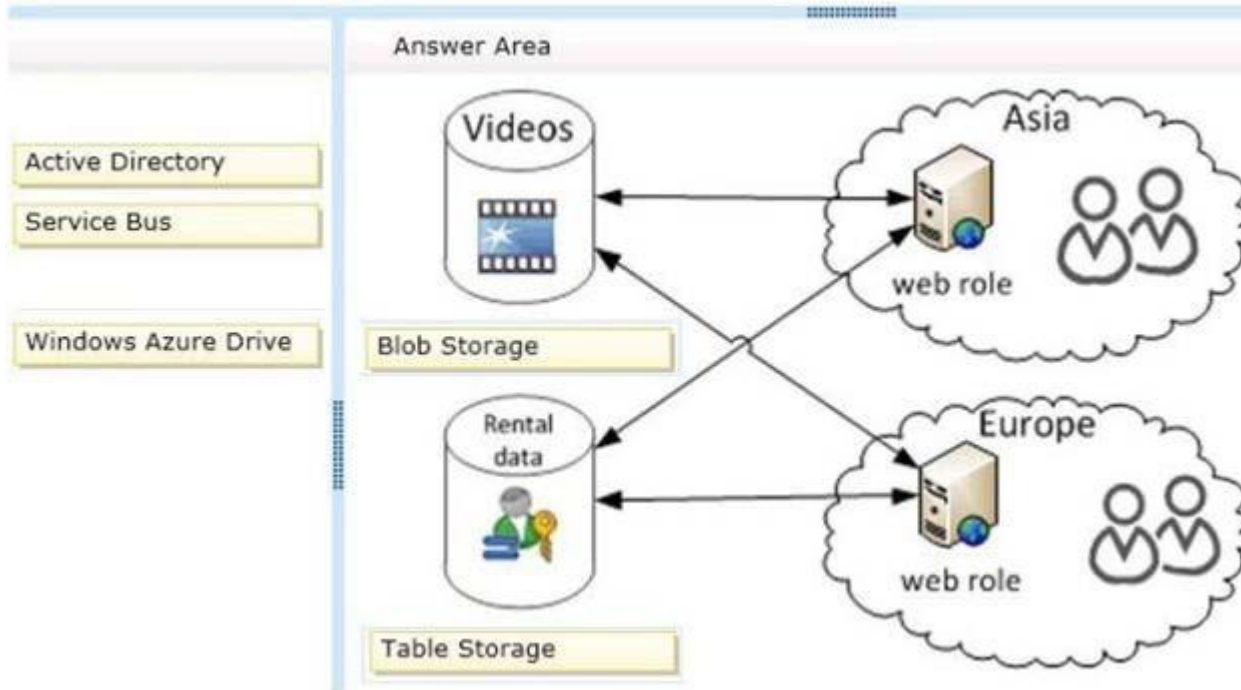 Answer Area
Active Directory
Service Bus
Windows Azure Drive
Videos
Blob Storage
Rental
data
Table Storage
Asia
web role
Europe
web role